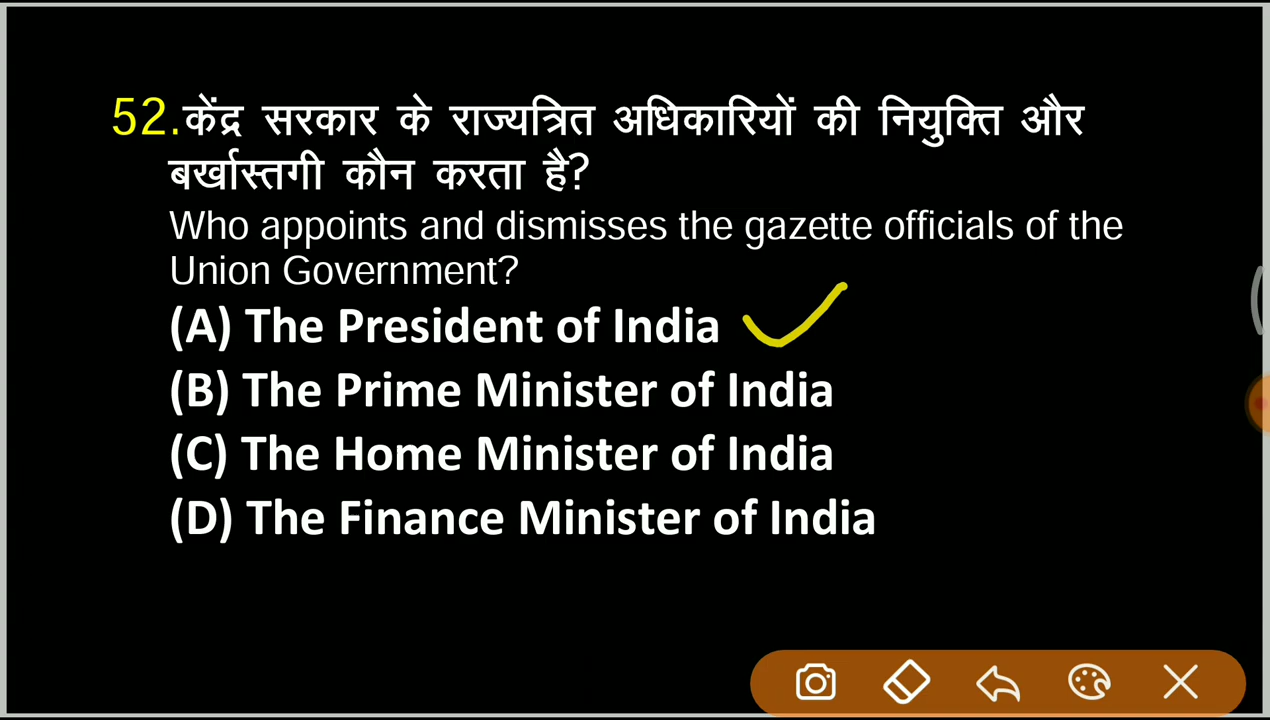 52.केंद्र सरकार के राज्यत्रित अधिकारियों की नियुक्ति और
बर्खास्तगी कौन करता है?
Who appoints and dismisses the gazette officials of the
Union Government?
(A) The President of India
(B) The Prime Minister of India
(C) The Home Minister of India
(D) The Finance Minister of India